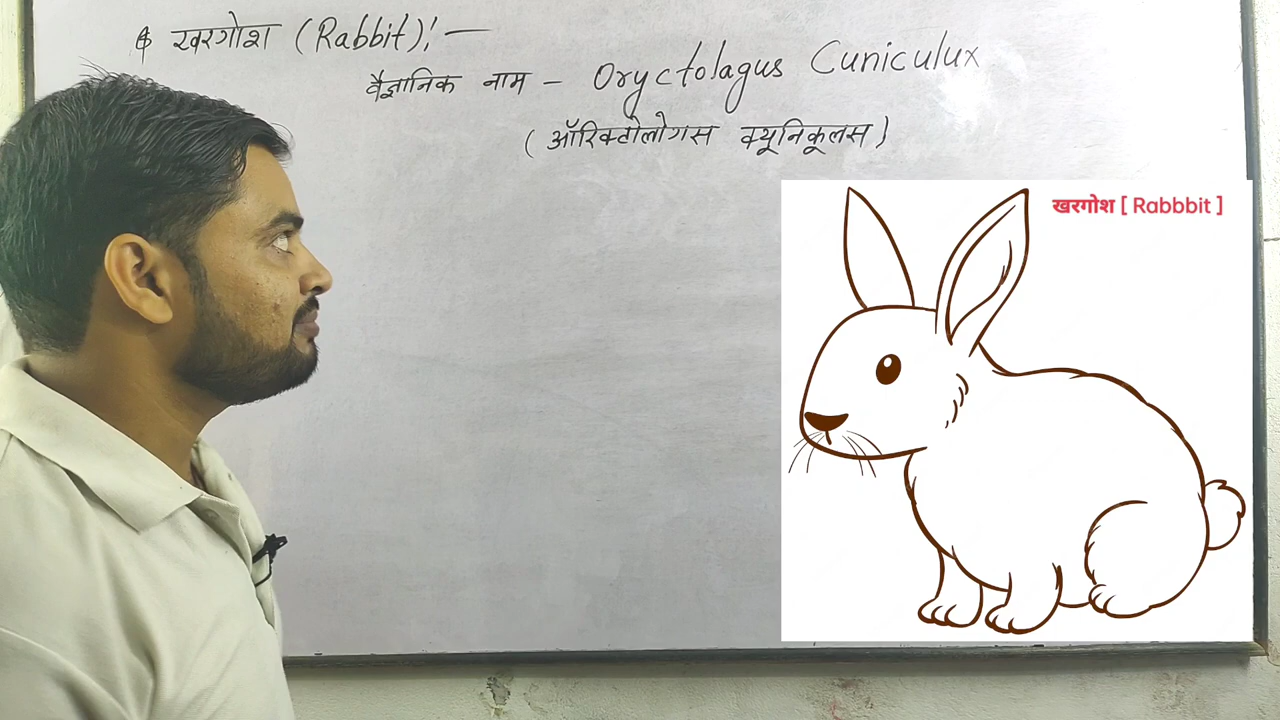 खरगोश (Rabbit):—
वैज्ञानिक नाम – Oryctolagus Cuniculux
(ऑरिक्टोलोगस क्यूनिकूलस)
खरगोश [ Rabbbit ]